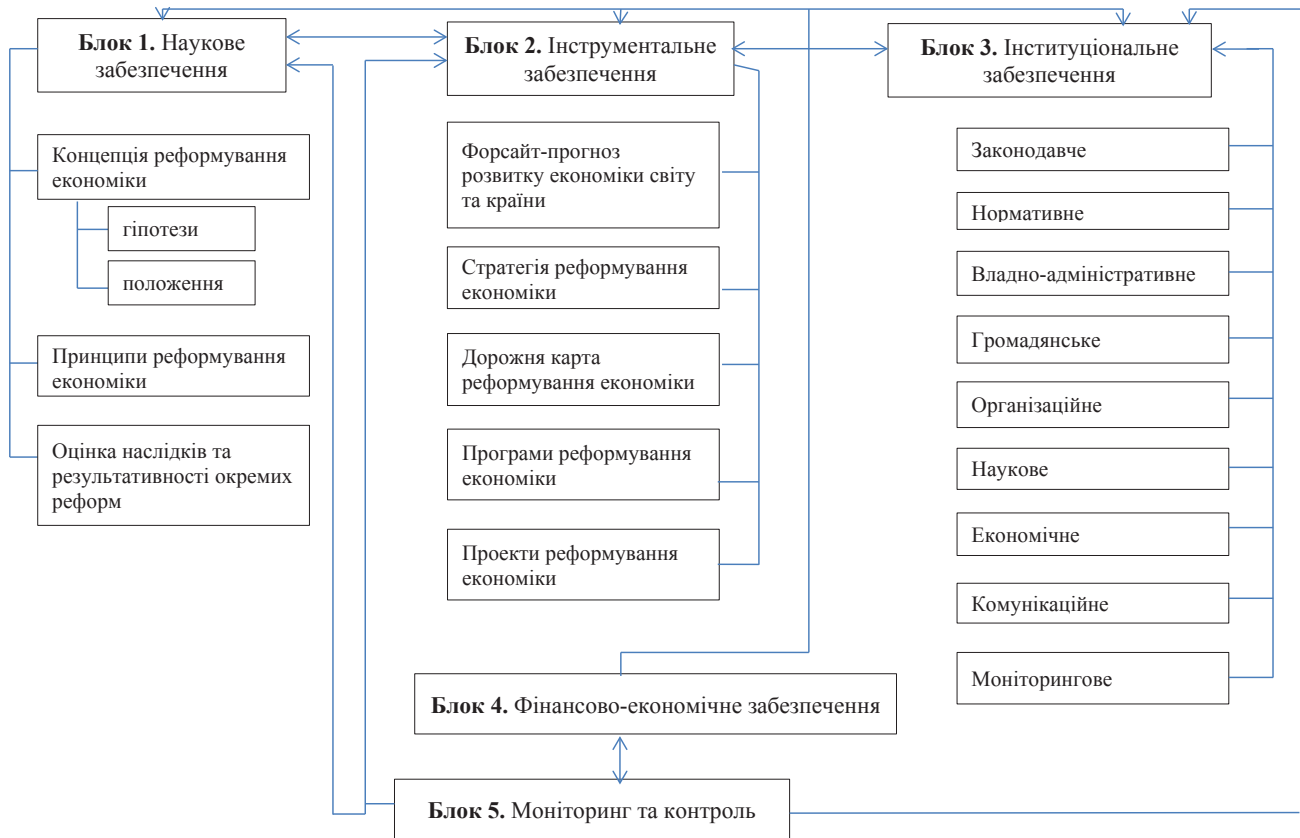 Блок 1. Наукове
забезпечення
Блок 2. Інструментальне
забезпечення
Блок 3. Інституціональне
забезпечення
Концепція реформування
економіки
гіпотези
положення
Принципи реформування
економіки
Оцінка наслідків та
результативності окремих
реформ
Форсайт-прогноз
розвитку економіки світу
та країни
Стратегія реформування
економіки
Дорожня карта
реформування економіки
Програми реформування
економіки
Проекти реформування
економіки
Законодавче
Нормативне
Владно-адміністративне
Громадянське
Організаційне
Наукове
Економічне
Комунікаційне
Моніторингове
Блок 4. Фінансово-економічне забезпечення
Блок 5. Моніторинг та контроль